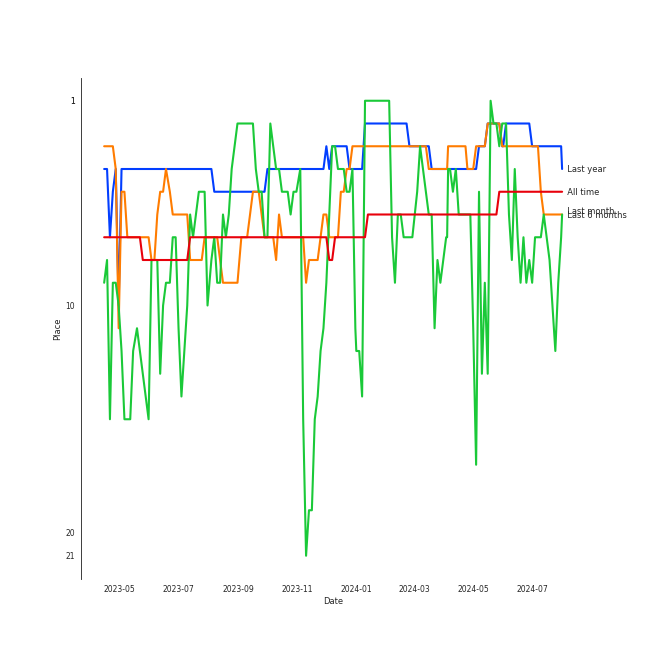 1
10
20
21
Place
2023-05
2023-07
2023-09
2023-11
2024-01
2024-03
2024-05
2024-07
Date
Last year
All time
Last month
Last 6 months